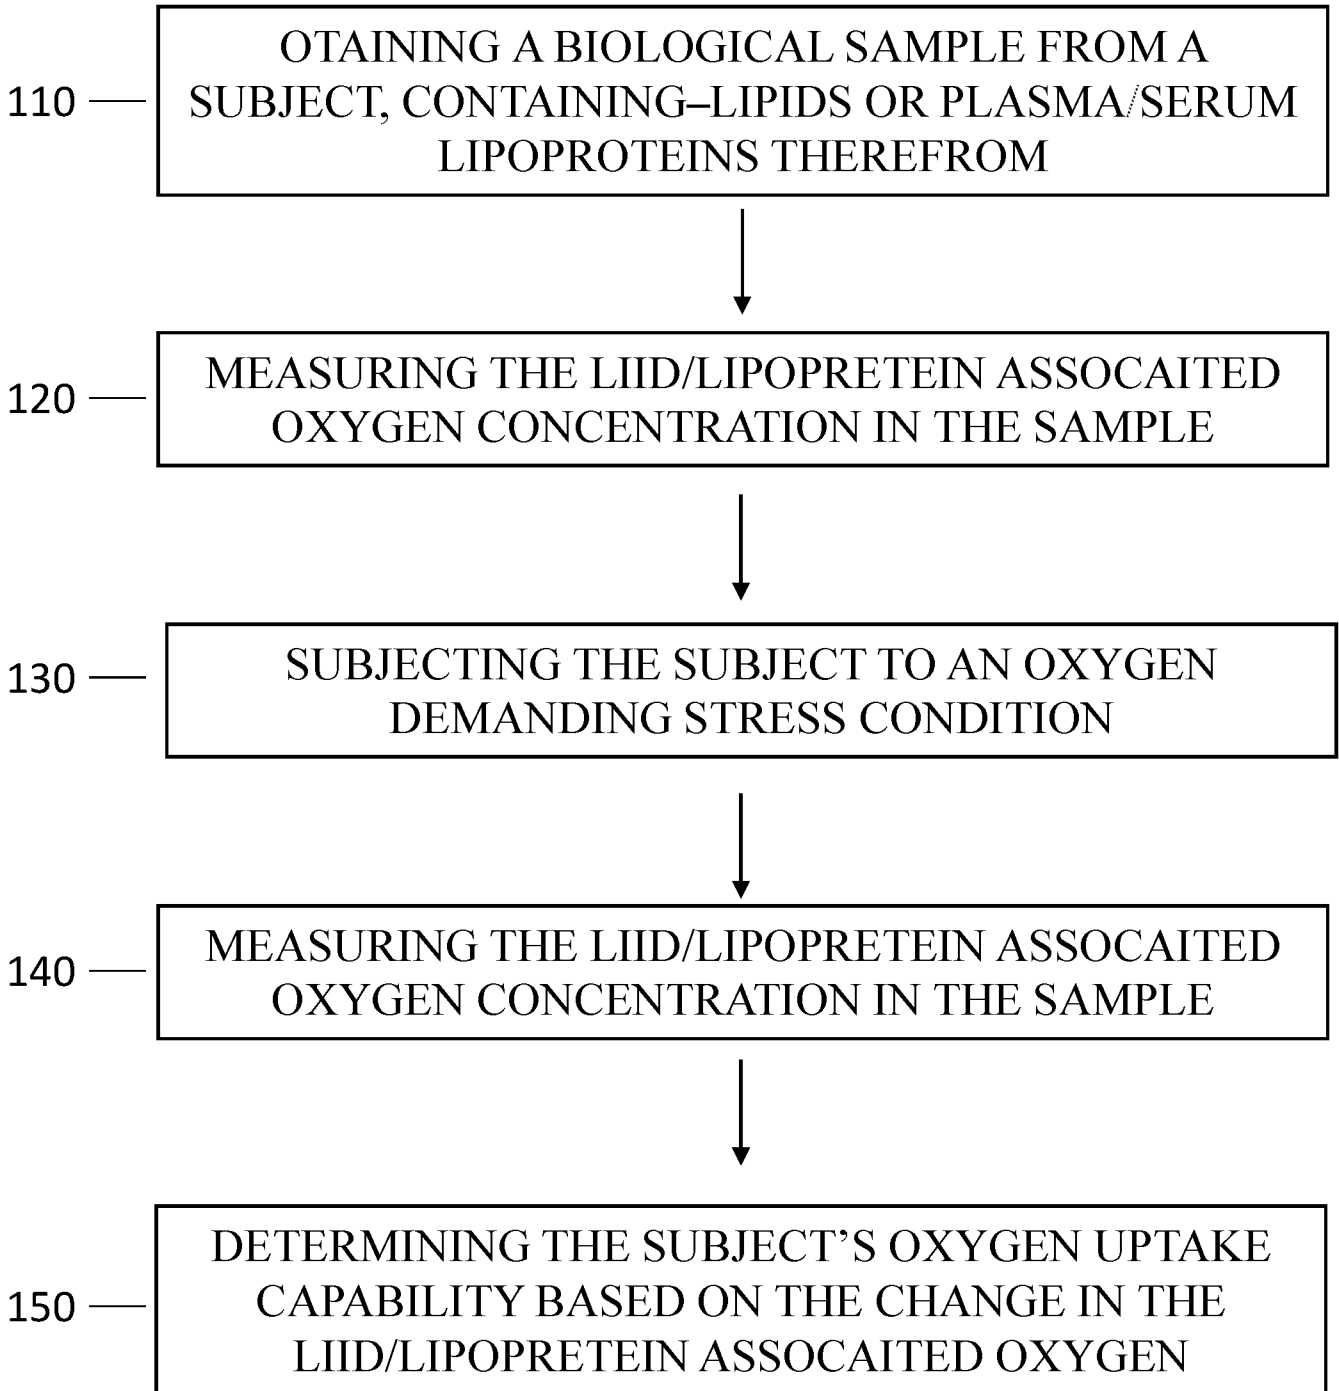 OTAINING A BIOLOGICAL SAMPLE FROM A
110
SUBJECT, CONTAINING–LIPIDS OR PLASMA/SERUM
LIPOPROTEINS THEREFROM
MEASURING THE LIID/LIPOPRETEIN ASSOCAITED
120
OXYGEN CONCENTRATION IN THE SAMPLE
130
SUBJECTING THE SUBJECT TO AN OXYGEN
DEMANDING STRESS CONDITION
MEASURING THE LIID/LIPOPRETEIN ASSOCAITED
140
OXYGEN CONCENTRATION IN THE SAMPLE
DETERMINING THE SUBJECT’S OXYGEN UPTAKE
150
CAPABILITY BASED ON THE CHANGE IN THE
LIID/LIPOPRETEIN ASSOCAITED OXYGEN